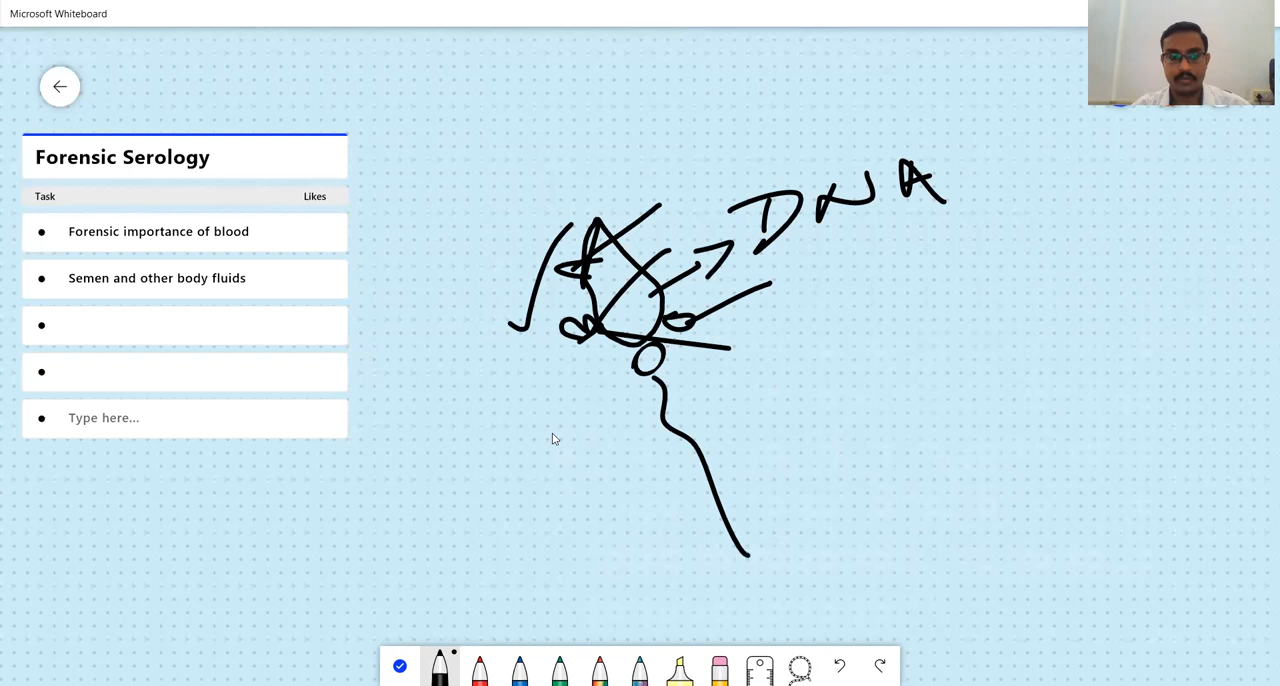 Microsoft Whiteboard
Forensic Serology
Task Likes
Forensic importance of blood
Semen and other body fluids
Type here...
DNA